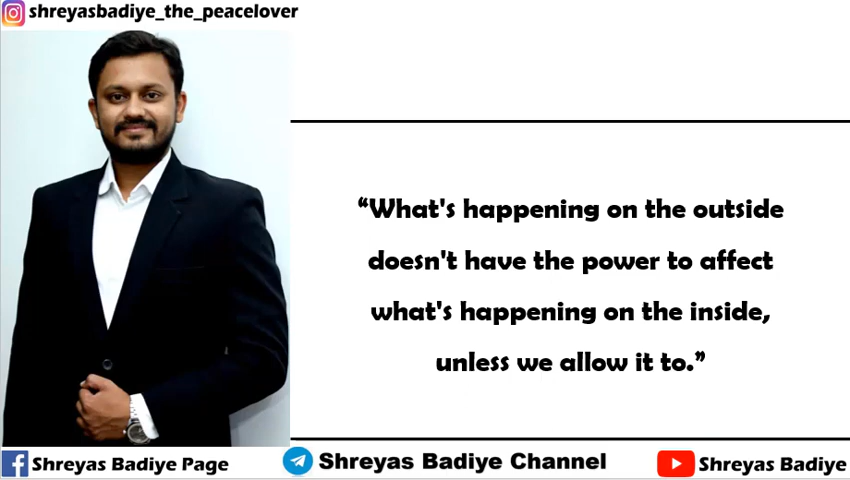 shreyasbadiye_the_peacelover
“What's happening on the outside
doesn't have the power to affect
what's happening on the inside,
unless we allow it to.”
Shreyas Badiye Page
Shreyas Badiye Channel
Shreyas Badiye